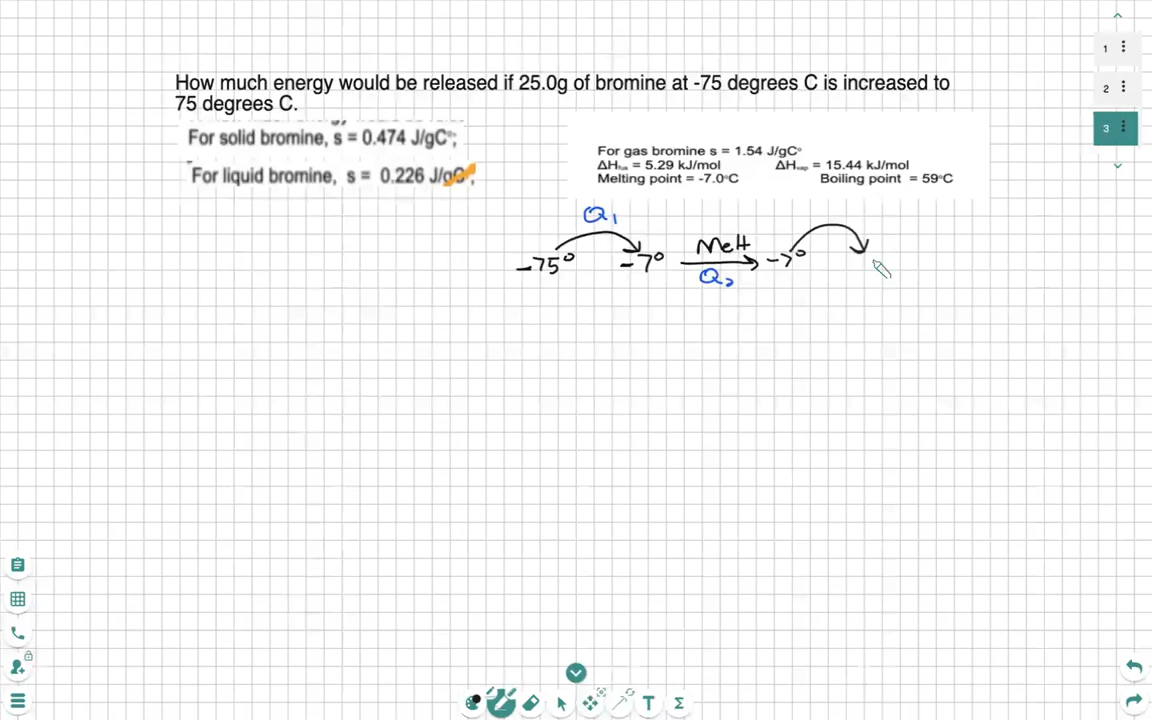 How much energy would be released if 25.0g of bromine at -75 degrees C is increased to
75 degrees C.
For solid bromine, s = 0.474 J/gC°;
For liquid bromine, s = 0.226 J/gC°;
For gas bromine s = 1.54 J/gC°
ΔHfus = 5.29 kJ/mol ΔHvap = 15.44 kJ/mol
Melting point = -7.0°C Boiling point = 59°C
Q₁
-75° -7° Melt -7°
Q₂
1
2
3
T Σ